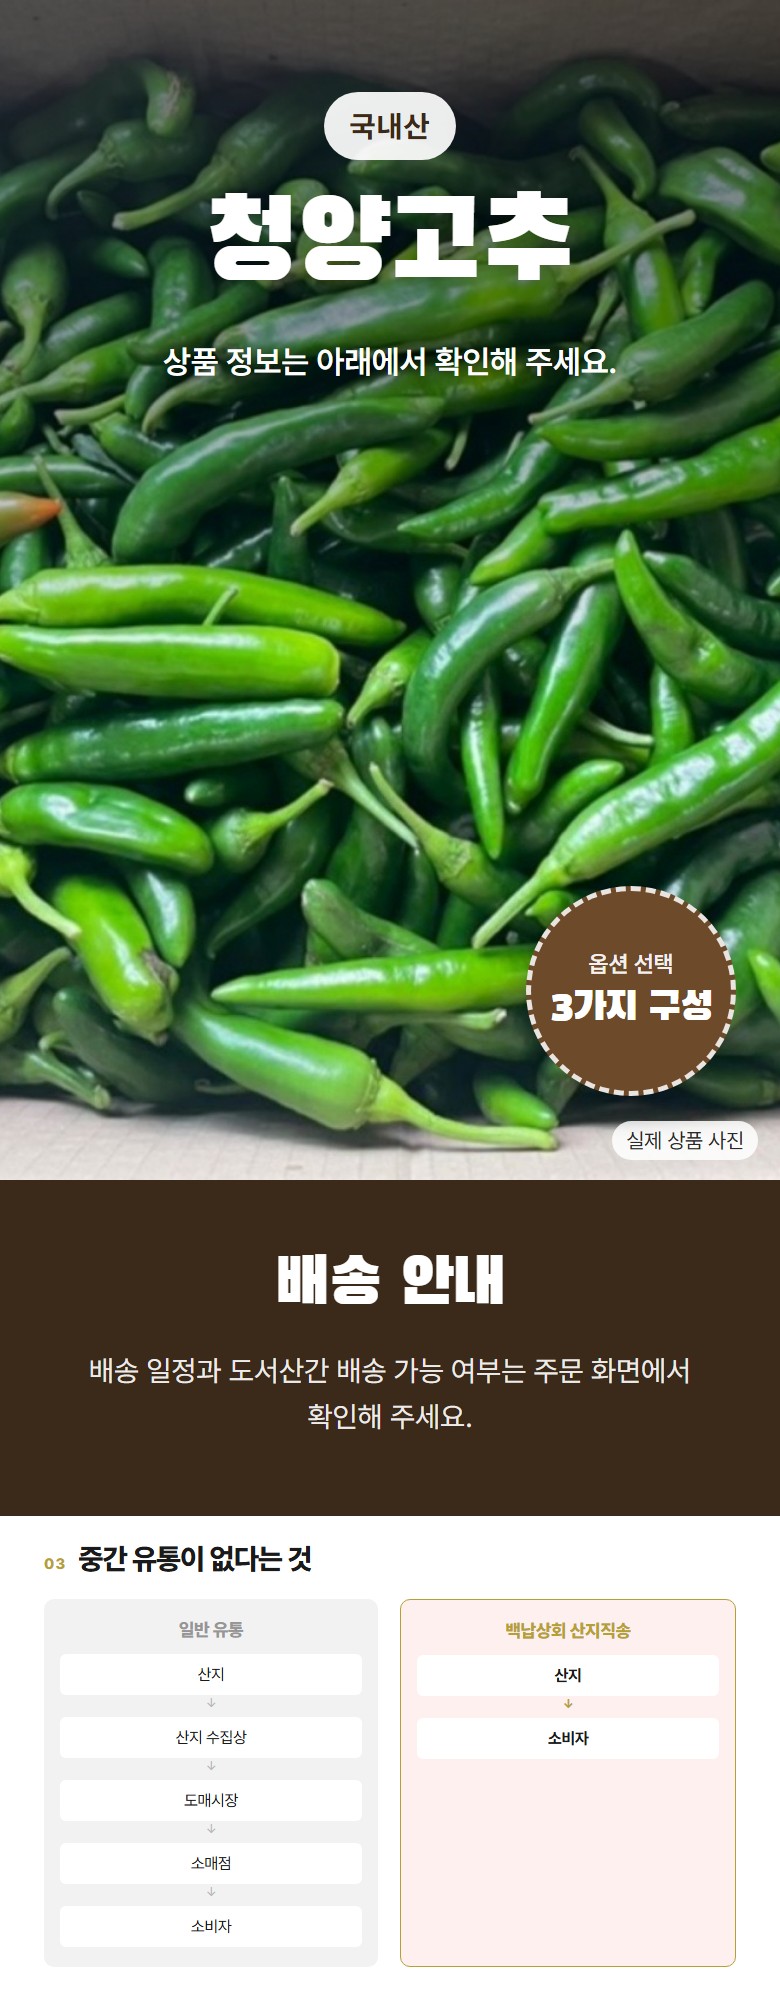 국내산
청양고추
상품 정보는 아래에서 확인해 주세요.
옵션 선택
3가지 구성
실제 상품 사진
배송 안내
배송 일정과 도서산간 배송 가능 여부는 주문 화면에서
확인해 주세요.
03 중간 유통이 없다는 것
일반 유통
산지
↓
산지 수집상
↓
도매시장
↓
소매점
↓
소비자
백납상회 산지직송
산지
↓
소비자